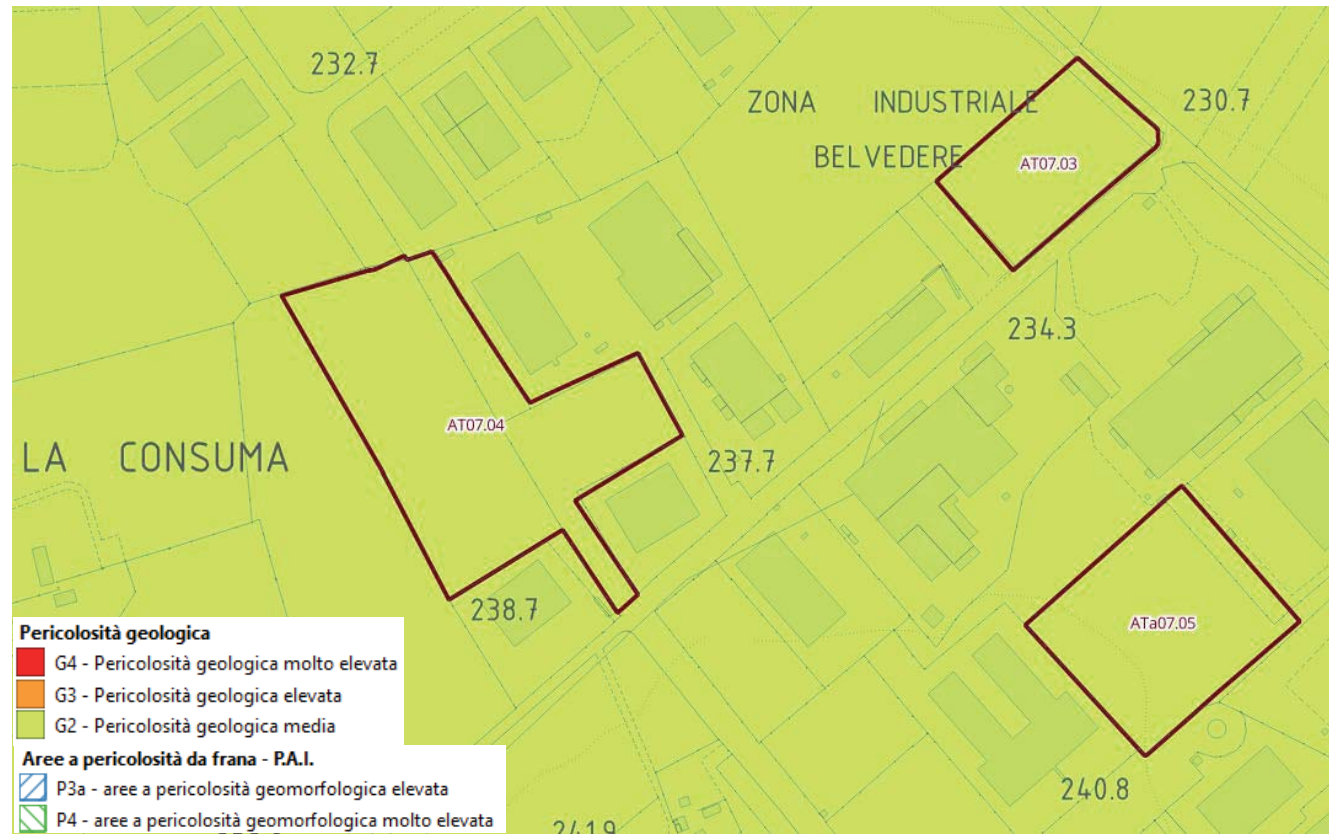 232.7
ZONA INDUSTRIALE
230.7
BELVEDERE
AT07.03
234.3
AT07.04
LA CONSUMA
237.7
238.7
ATa07.05
240.8
241.9
Pericolosità geologica
G4 - Pericolosità geologica molto elevata
G3 - Pericolosità geologica elevata
G2 - Pericolosità geologica media
Aree a pericolosità da frana - P.A.I.
P3a - aree a pericolosità geomorfologica elevata
P4 - aree a pericolosità geomorfologica molto elevata